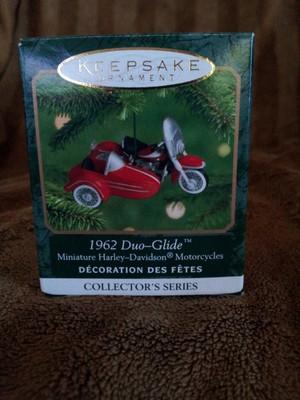 KEEPSAKE
ORNAMENT
1962 Duo–Glide™
Miniature Harley–Davidson® Motorcycles
DÉCORATION DES FÊTES
COLLECTOR'S SERIES